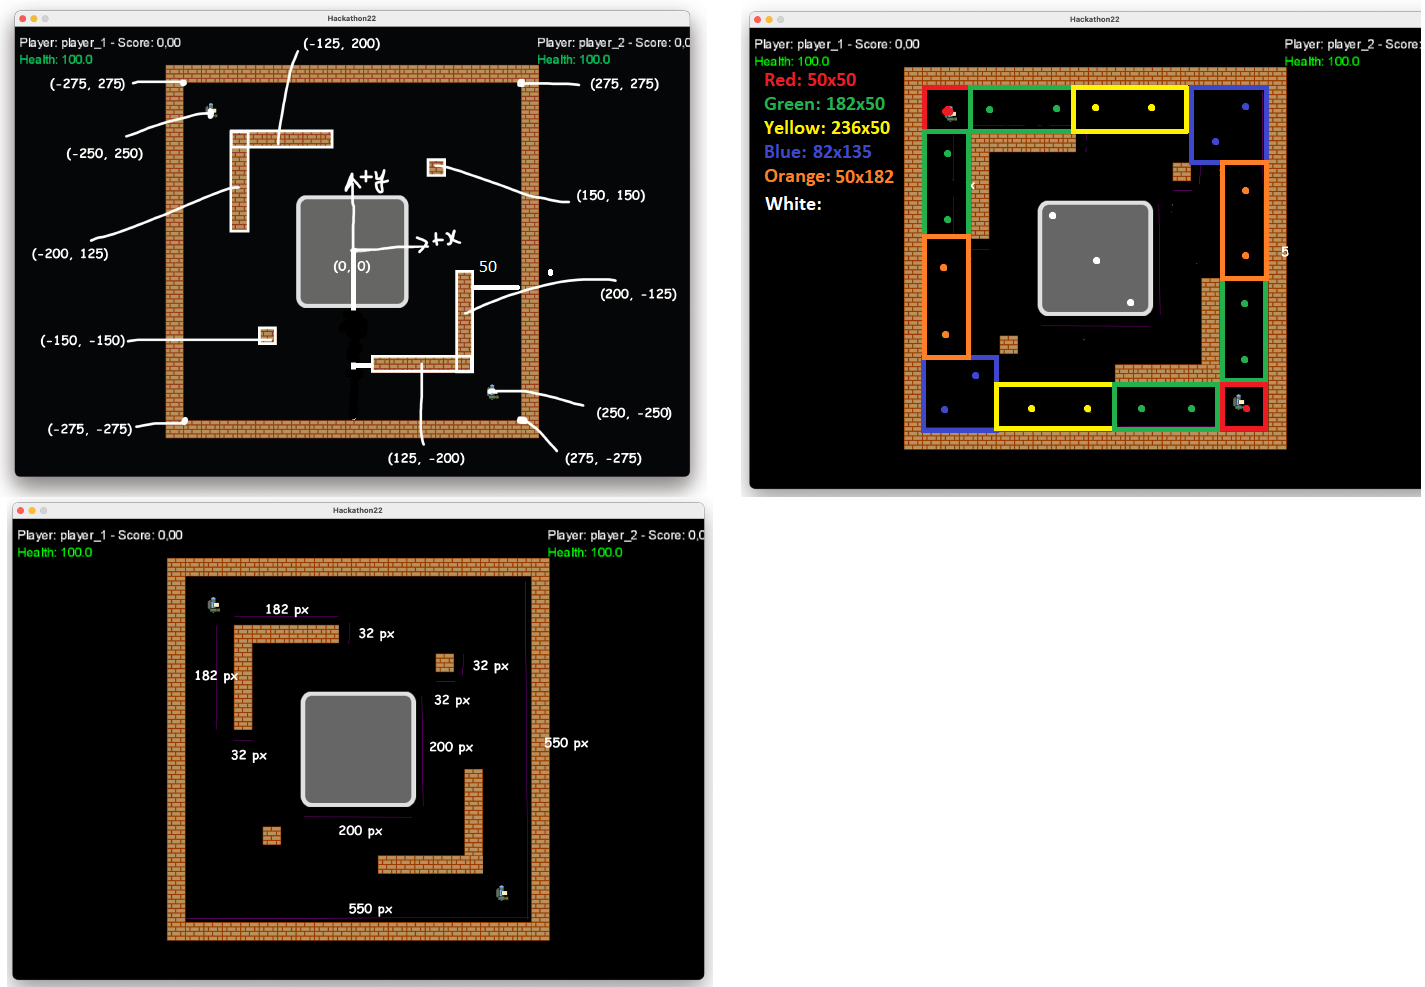 Hackathon22
Player: player_1 - Score: 0,00
Player: player_2 - Score: 0,0
Health: 100.0
Health: 100.0
(-125, 200)
(-275, 275)
(275, 275)
(-250, 250)
(150, 150)
+y
+x
(-200, 125)
(0, 0)
50
(200, -125)
(-150, -150)
(250, -250)
(-275, -275)
(125, -200)
(275, -275)
Hackathon22
Player: player_1 - Score: 0,00
Player: player_2 - S
Health: 100.0
Health: 100.0
Red: 50x50
Green: 182x50
Yellow: 236x50
Blue: 82x135
Orange: 50x182
White:
5
Hackathon22
Player: player_1 - Score: 0,00
Player: player_2 - Score: 0,0
Health: 100.0
Health: 100.0
182 px
32 px
182 px
32 px
32 px
32 px
200 px
550 px
200 px
550 px